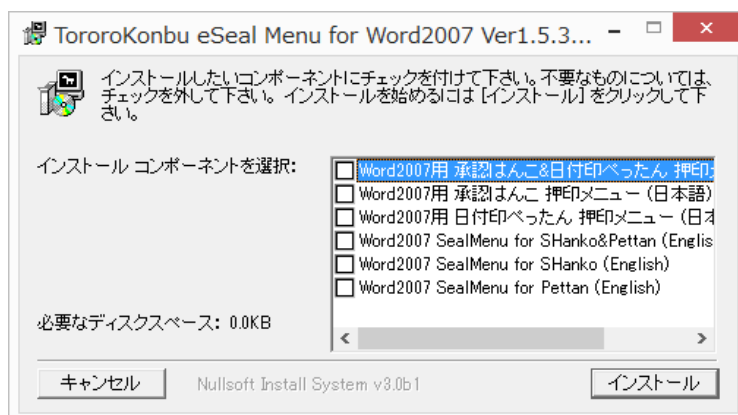 TororoKonbu eSeal Menu for Word2007 Ver1.5.3...
インストールしたいコンポーネントにチェックを付けて下さい。不要なものについては、
チェックを外して下さい。インストールを始めるには [インストール] をクリックして下
さい。
インストール コンポーネントを選択:
Word2007用 承認はんこ&日付印ぺったん 押印
Word2007用 承認はんこ 押印メニュー (日本語)
Word2007用 日付印ぺったん 押印メニュー (日本
Word2007 SealMenu for SHanko&Pettan (Englis
Word2007 SealMenu for SHanko (English)
Word2007 SealMenu for Pettan (English)
必要なディスクスペース: 0.0KB
キャンセル
Nullsoft Install System v3.0b1
インストール